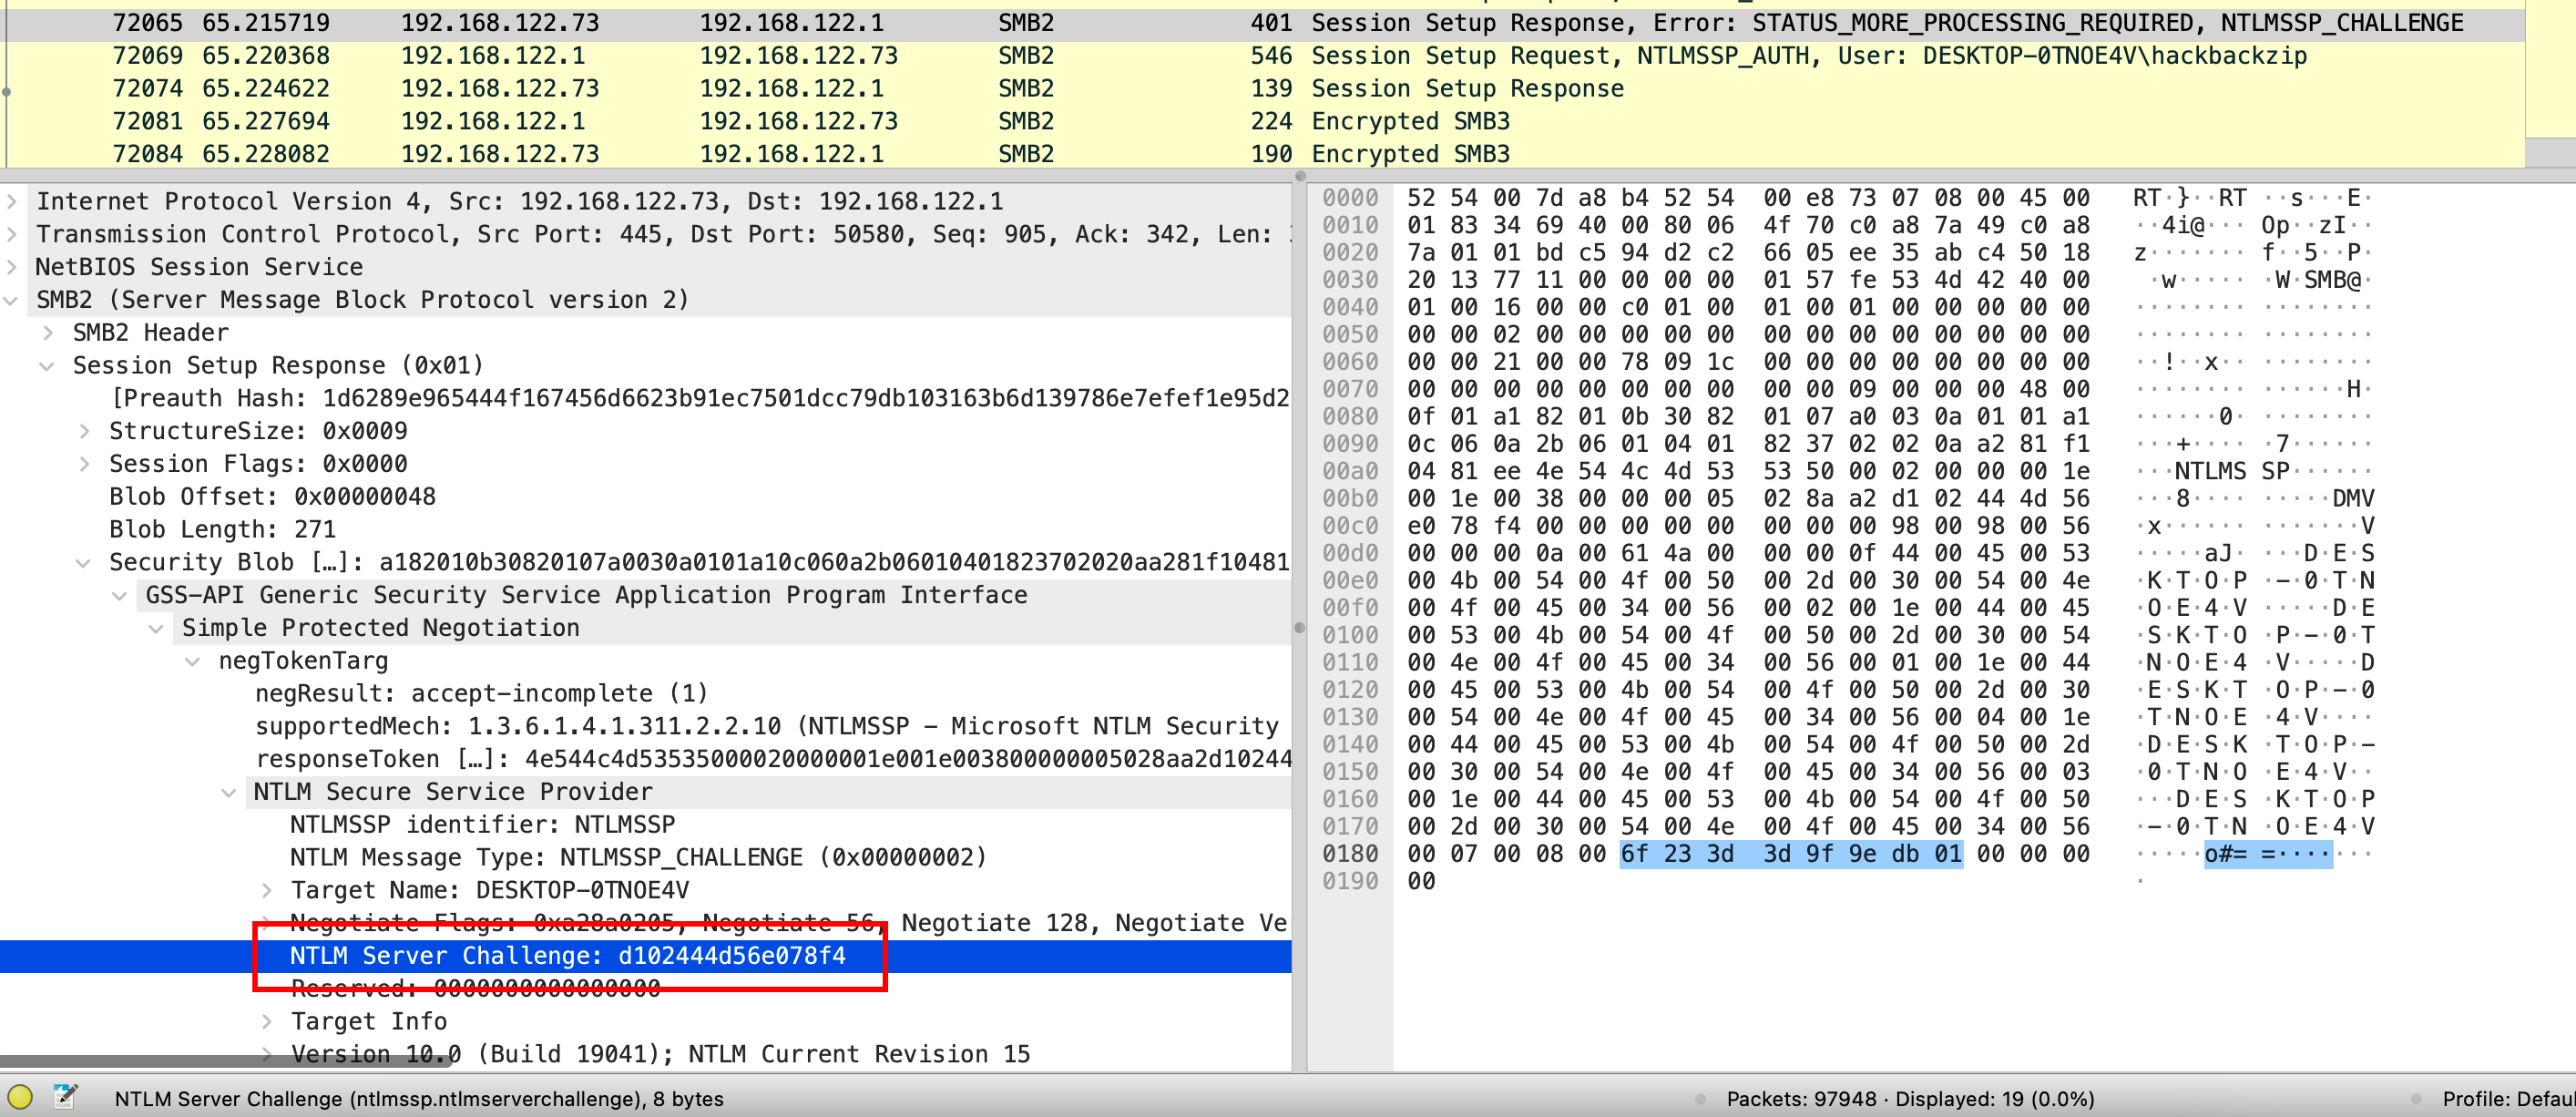 72065 65.215719 192.168.122.73 192.168.122.1 SMB2 401 Session Setup Response, Error: STATUS_MORE_PROCESSING_REQUIRED, NTLMSSP_CHALLENGE
72069 65.220368 192.168.122.1 192.168.122.73 SMB2 546 Session Setup Request, NTLMSSP_AUTH, User: DESKTOP-0TNOE4V\hackbackzip
72074 65.224622 192.168.122.73 192.168.122.1 SMB2 139 Session Setup Response
72081 65.227694 192.168.122.1 192.168.122.73 SMB2 224 Encrypted SMB3
72084 65.228082 192.168.122.73 192.168.122.1 SMB2 190 Encrypted SMB3
Internet Protocol Version 4, Src: 192.168.122.73, Dst: 192.168.122.1
Transmission Control Protocol, Src Port: 445, Dst Port: 50580, Seq: 905, Ack: 342, Len:
NetBIOS Session Service
SMB2 (Server Message Block Protocol version 2)
SMB2 Header
Session Setup Response (0x01)
[Preauth Hash: 1d6289e965444f167456d6623b91ec7501dcc79db103163b6d139786e7efef1e95d2
StructureSize: 0x0009
Session Flags: 0x0000
Blob Offset: 0x00000048
Blob Length: 271
Security Blob […]: a182010b30820107a0030a0101a10c060a2b06010401823702020aa281f10481
GSS-API Generic Security Service Application Program Interface
Simple Protected Negotiation
negTokenTarg
negResult: accept-incomplete (1)
supportedMech: 1.3.6.1.4.1.311.2.2.10 (NTLMSSP - Microsoft NTLM Security
responseToken […]: 4e544c4d53535000020000001e001e003800000005028aa2d10244
NTLM Secure Service Provider
NTLMSSP identifier: NTLMSSP
NTLM Message Type: NTLMSSP_CHALLENGE (0x00000002)
Target Name: DESKTOP-0TNOE4V
Negotiate Flags: 0xa28a0205, Negotiate 56, Negotiate 128, Negotiate Ve
NTLM Server Challenge: d102444d56e078f4
Reserved: 0000000000000000
Target Info
Version 10.0 (Build 19041); NTLM Current Revision 15
0000 52 54 00 7d a8 b4 52 54 00 e8 73 07 08 00 45 00 RT·}··RT ··s···E·
0010 01 83 34 69 40 00 80 06 4f 70 c0 a8 7a 49 c0 a8 ··4i@··· Op··zI··
0020 7a 01 01 bd c5 94 d2 c2 66 05 ee 35 ab c4 50 18 z······· f··5··P·
0030 20 13 77 11 00 00 00 00 01 57 fe 53 4d 42 40 00 ·w····· ·W·SMB@·
0040 01 00 16 00 00 c0 01 00 01 00 01 00 00 00 00 00 ········ ········
0050 00 00 02 00 00 00 00 00 00 00 00 00 00 00 00 00 ········ ········
0060 00 00 21 00 00 78 09 1c 00 00 00 00 00 00 00 00 ··!··x·· ········
0070 00 00 00 00 00 00 00 00 00 09 00 00 00 00 48 00 ········ ······H·
0080 0f 01 a1 82 01 0b 30 82 01 07 a0 03 0a 01 01 a1 ······0· ········
0090 0c 06 0a 2b 06 01 04 01 82 37 02 02 0a a2 81 f1 ···+···· ·7······
00a0 04 81 ee 4e 54 4c 4d 53 53 50 00 02 00 00 00 1e ···NTLMS SP······
00b0 00 1e 00 38 00 00 00 05 02 8a a2 d1 02 44 4d 56 ···8···· ·····DMV
00c0 e0 78 f4 00 00 00 00 00 00 00 00 98 00 98 00 56 ·x······ ·······V
00d0 00 00 00 0a 00 61 4a 00 00 00 0f 44 00 45 00 53 ·····aJ· ···D·E·S
00e0 00 4b 00 54 00 4f 00 50 00 2d 00 30 00 54 00 4e ·K·T·O·P ·-·0·T·N
00f0 00 4f 00 45 00 34 00 56 00 02 00 1e 00 44 00 45 ·O·E·4·V ·····D·E
0100 00 53 00 4b 00 54 00 4f 00 50 00 2d 00 30 00 54 ·S·K·T·O ·P·-·0·T
0110 00 4e 00 4f 00 45 00 34 00 56 00 01 00 1e 00 44 ·N·O·E·4 ·V·····D
0120 00 45 00 53 00 4b 00 54 00 4f 00 50 00 2d 00 30 ·E·S·K·T ·O·P·-·0
0130 00 54 00 4e 00 4f 00 45 00 34 00 56 00 04 00 1e ·T·N·O·E ·4·V····
0140 00 44 00 45 00 53 00 4b 00 54 00 4f 00 50 00 2d ·D·E·S·K ·T·O·P·-
0150 00 30 00 54 00 4e 00 4f 00 45 00 34 00 56 00 03 ·0·T·N·O ·E·4·V··
0160 00 1e 00 44 00 45 00 53 00 4b 00 54 00 4f 00 50 ···D·E·S ·K·T·O·P
0170 00 2d 00 30 00 54 00 4e 00 4f 00 45 00 34 00 56 ·-·0·T·N ·O·E·4·V
0180 00 07 00 08 00 6f 23 3d 3d 9f 9e db 01 00 00 00 ·····o#= =·······
0190 00 ·
NTLM Server Challenge (ntlmssp.ntlmserverchallenge), 8 bytes
Packets: 97948 · Displayed: 19 (0.0%)
Profile: Defau